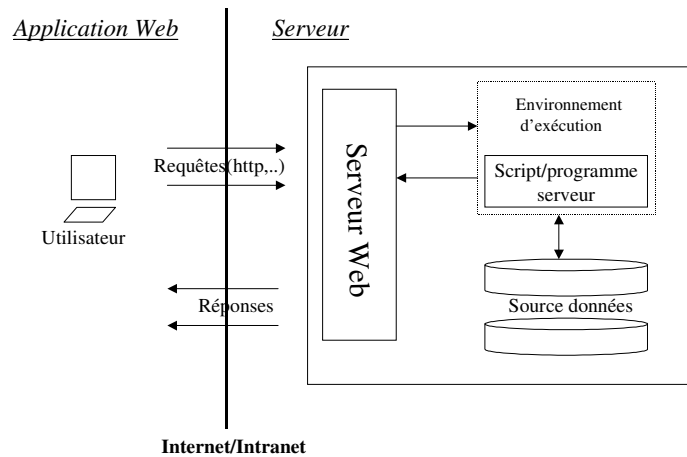 Application Web
Serveur
Environnement
d'exécution
Serveur Web
Requêtes(http,..)
Script/programme
serveur
Utilisateur
Réponses
Source données
Internet/Intranet